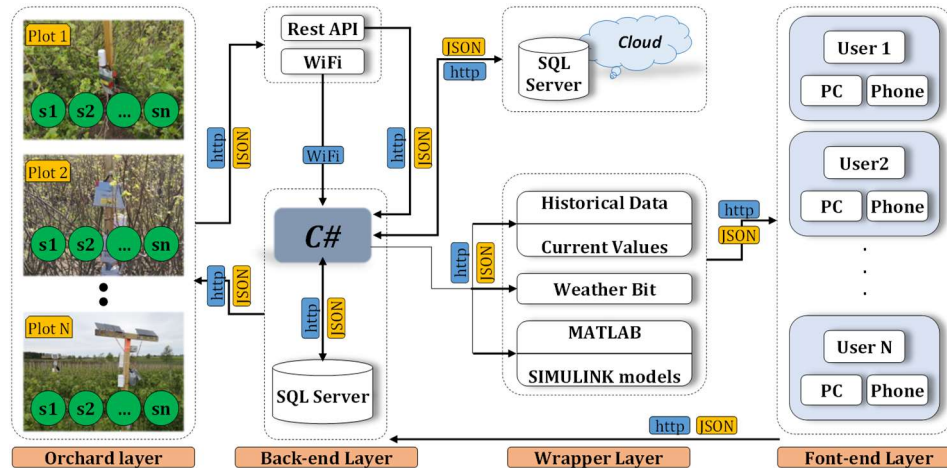 Plot 1
s1 s2 ... sn
Plot 2
s1 s2 ... sn
Plot N
s1 s2 ... sn
Orchard layer
http JSON
http JSON
Rest API
WiFi
WiFi
http JSON
C#
http JSON
SQL Server
Back-end Layer
JSON
http
SQL
Server
Cloud
http JSON
Historical Data
Current Values
Weather Bit
MATLAB
SIMULINK models
Wrapper Layer
http
JSON
http JSON
User 1
PC Phone
User2
PC Phone
User N
PC Phone
Font-end Layer